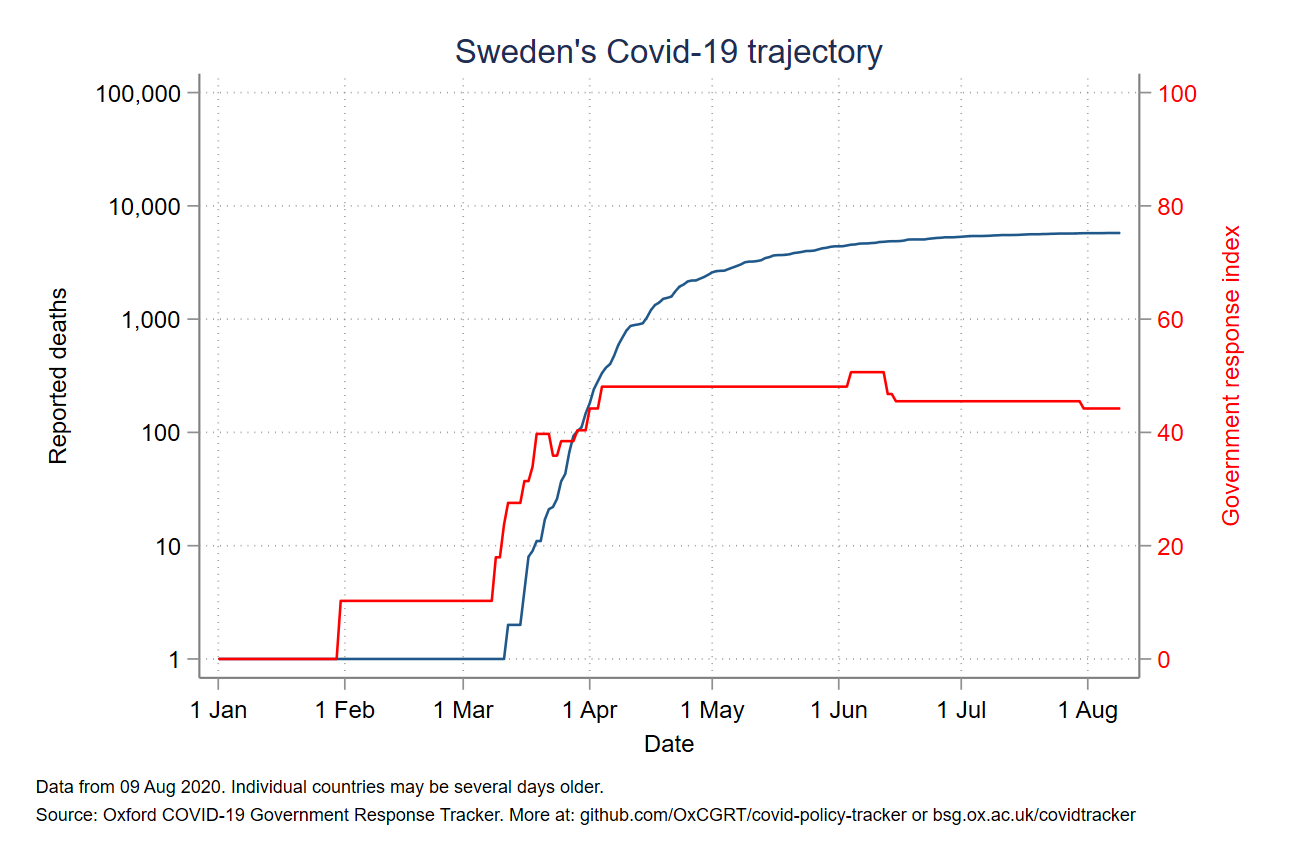 Sweden's Covid-19 trajectory
100,000
10,000
1,000
100
10
1
Reported deaths
100
80
60
40
20
0
Government response index
1 Jan
1 Feb
1 Mar
1 Apr
1 May
1 Jun
1 Jul
1 Aug
Date
Data from 09 Aug 2020. Individual countries may be several days older.
Source: Oxford COVID-19 Government Response Tracker. More at: github.com/OxCGRT/covid-policy-tracker or bsg.ox.ac.uk/covidtracker